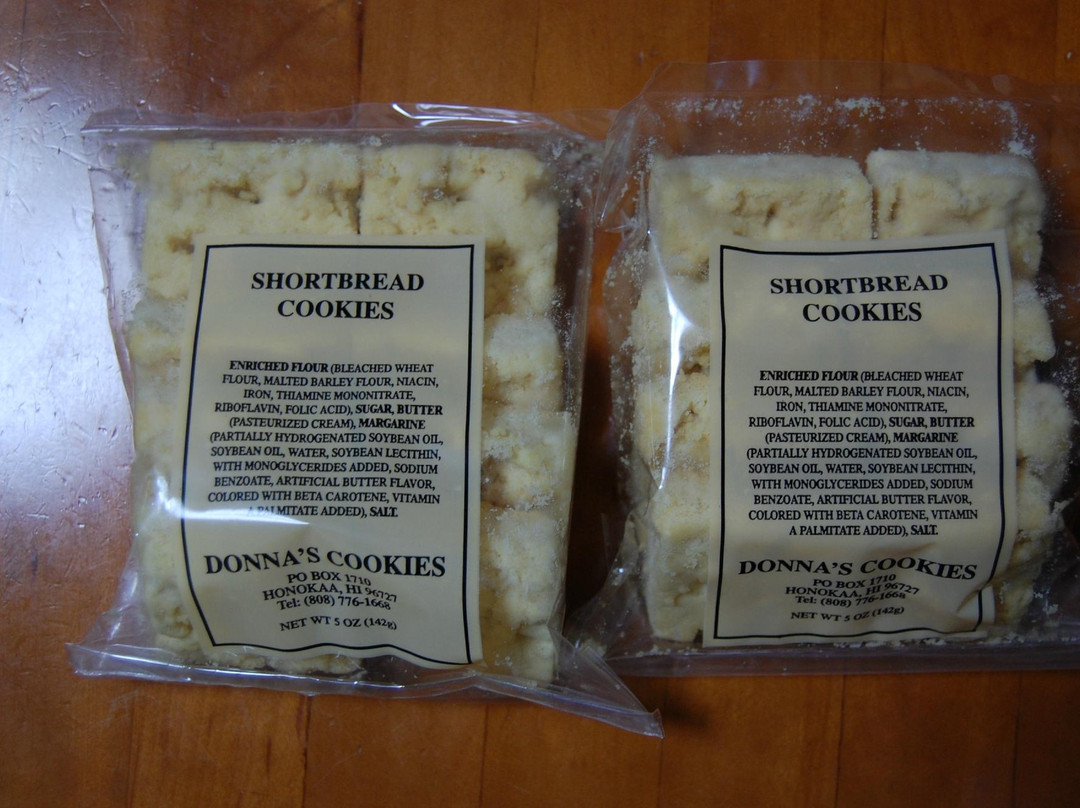 SHORTBREAD
COOKIES
ENRICHED FLOUR (BLEACHED WHEAT
FLOUR, MALTED BARLEY FLOUR, NIACIN,
IRON, THIAMINE MONONITRATE,
RIBOFLAVIN, FOLIC ACID), SUGAR, BUTTER
(PASTEURIZED CREAM), MARGARINE
(PARTIALLY HYDROGENATED SOYBEAN OIL,
SOYBEAN OIL, WATER, SOYBEAN LECITHIN,
WITH MONOGLYCERIDES ADDED, SODIUM
BENZOATE, ARTIFICIAL BUTTER FLAVOR,
COLORED WITH BETA CAROTENE, VITAMIN
A PALMITATE ADDED), SALT.
DONNA'S COOKIES
PO BOX 1710
HONOKAA, HI 96727
Tel: (808) 776-1668
NET WT 5 OZ (142g)
SHORTBREAD
COOKIES
ENRICHED FLOUR (BLEACHED WHEAT
FLOUR, MALTED BARLEY FLOUR, NIACIN,
IRON, THIAMINE MONONITRATE,
RIBOFLAVIN, FOLIC ACID), SUGAR, BUTTER
(PASTEURIZED CREAM), MARGARINE
(PARTIALLY HYDROGENATED SOYBEAN OIL,
SOYBEAN OIL, WATER, SOYBEAN LECITHIN,
WITH MONOGLYCERIDES ADDED, SODIUM
BENZOATE, ARTIFICIAL BUTTER FLAVOR,
COLORED WITH BETA CAROTENE, VITAMIN
A PALMITATE ADDED), SALT.
DONNA'S COOKIES
PO BOX 1710
HONOKAA, HI 96727
Tel: (808) 776-1668
NET WT 5 OZ (142g)